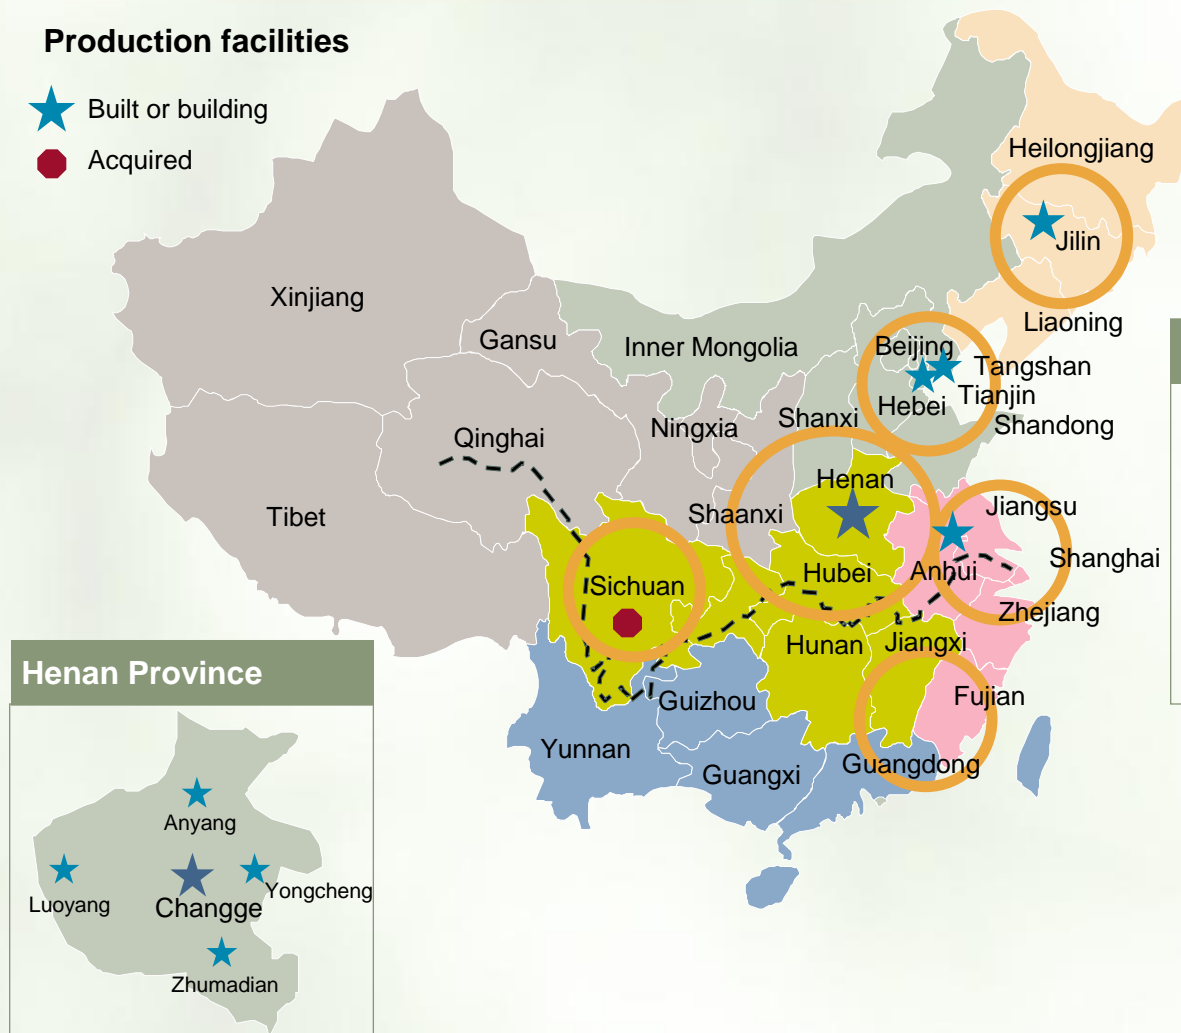 Production facilities
Built or building
Acquired
Heilongjiang
Jilin
Liaoning
Xinjiang
Gansu
Inner Mongolia
Beijing
Tangshan
Tianjin
Hebei
Shandong
Shanxi
Ningxia
Qinghai
Henan
Shaanxi
Jiangsu
Tibet
Shanghai
Sichuan
Hubei
Anhui
Zhejiang
Hunan
Jiangxi
Fujian
Guizhou
Yunnan
Guangxi
Guangdong
Henan Province
Anyang
Luoyang
Changge
Yongcheng
Zhumadian